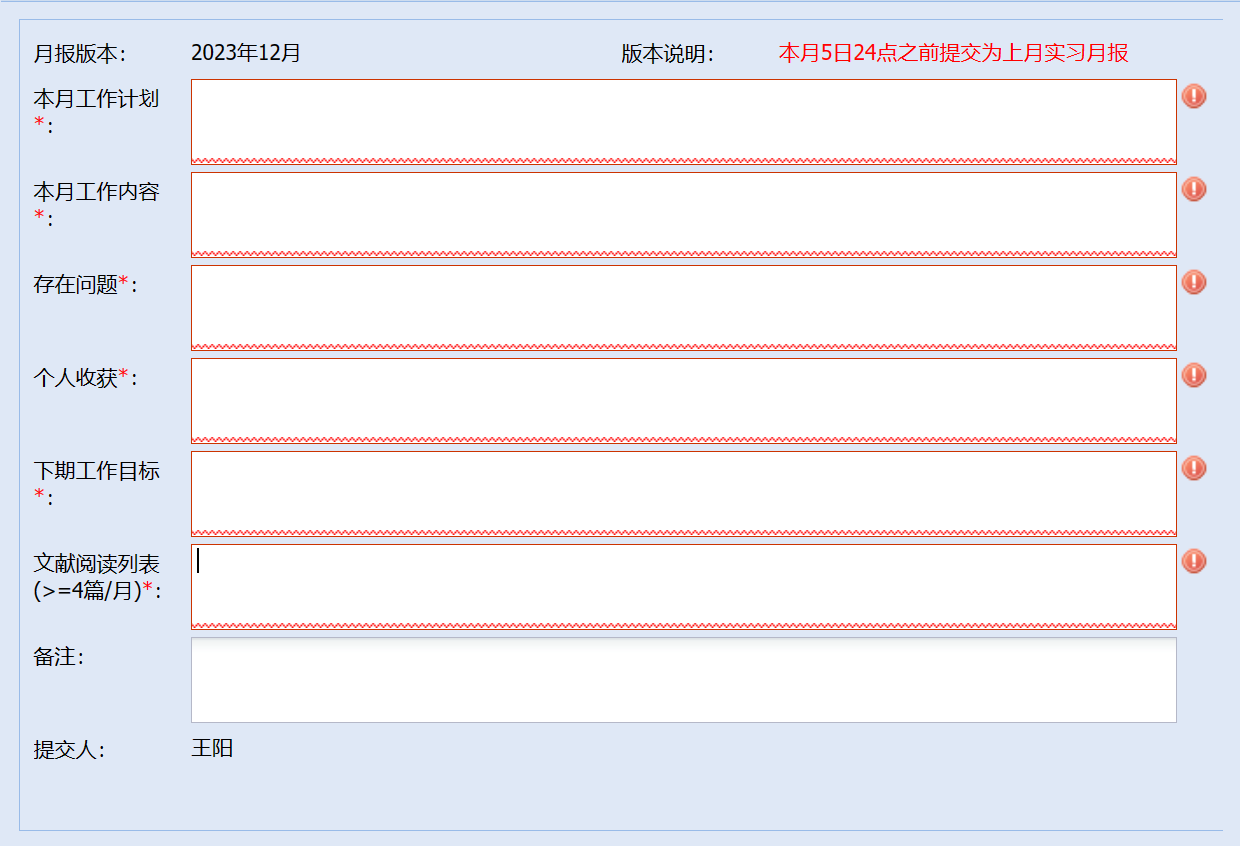 月报版本: 2023年12月 版本说明: 本月5日24点之前提交为上月实习月报
本月工作计划
*:
本月工作内容
*:
存在问题*:
个人收获*:
下期工作目标
*:
文献阅读列表
(>=4篇/月)*:
备注:
提交人: 王阳